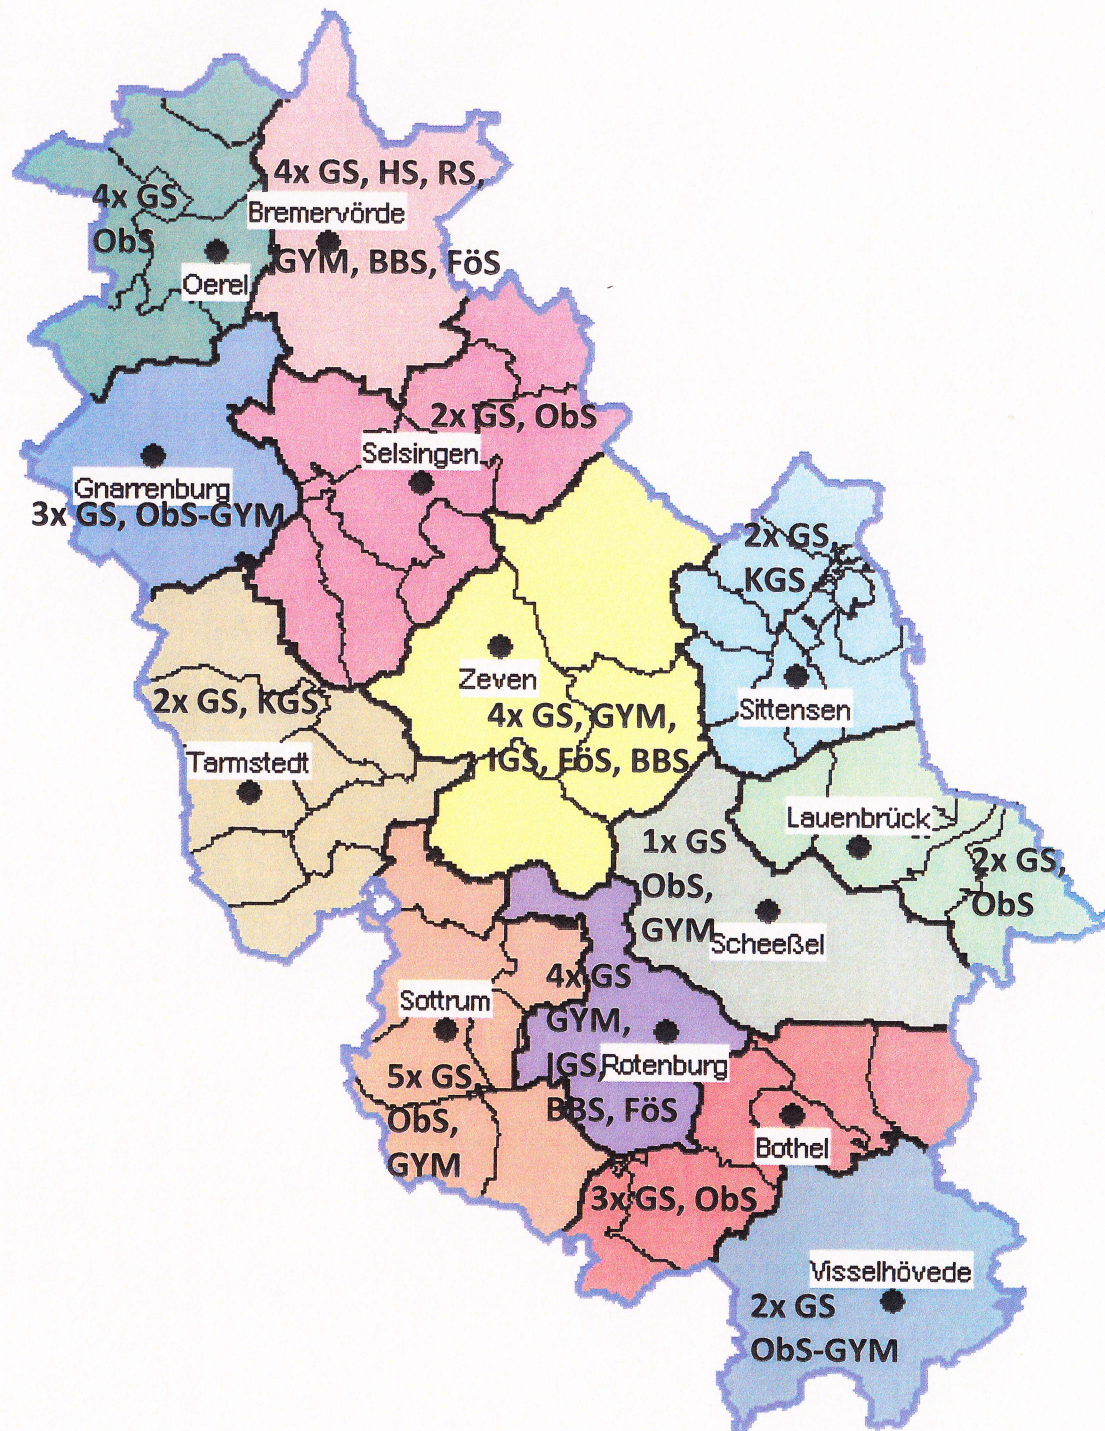 4x GS, HS, RS,
Bremervörde
GYM, BBS, FöS
4x GS
ObS
Oerel
2x GS, ObS
Selsingen
Gnarrenburg
3x GS, ObS-GYM
2x GS,
KGS
Sittensen
Zeven
4x GS, GYM,
IGS, FöS, BBS
2x GS, KGS
Tarmstedt
Lauenbrück
2x GS,
ObS
1x GS
ObS,
GYM
Scheeßel
Sottrum
5x GS,
ObS,
GYM
4x GS
GYM,
IGS,
Rotenburg
BBS, FöS
Bothel
3x GS, ObS
Visselhövede
2x GS
ObS-GYM